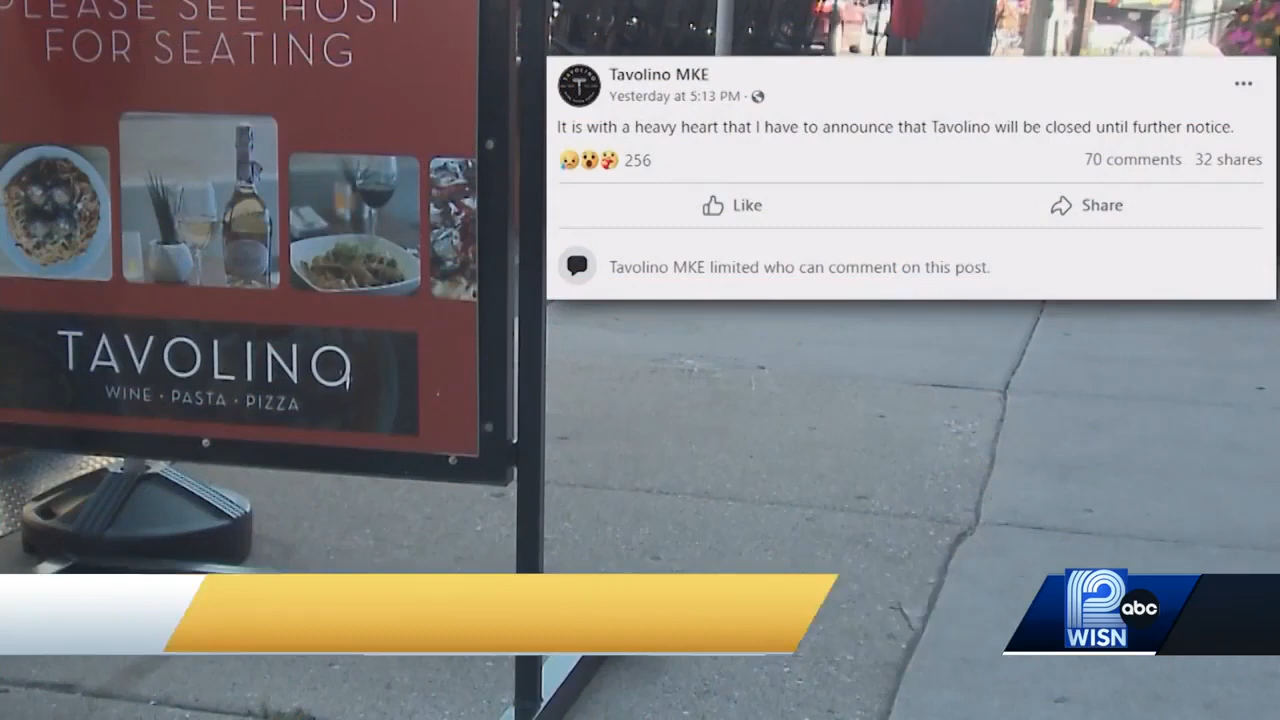 PLEASE SEE HOST
FOR SEATING
TAVOLINO
WINE · PASTA · PIZZA
Tavolino MKE
Yesterday at 5:13 PM ·
It is with a heavy heart that I have to announce that Tavolino will be closed until further notice.
256
70 comments 32 shares
Like
Share
Tavolino MKE limited who can comment on this post.
12
abc
WISN